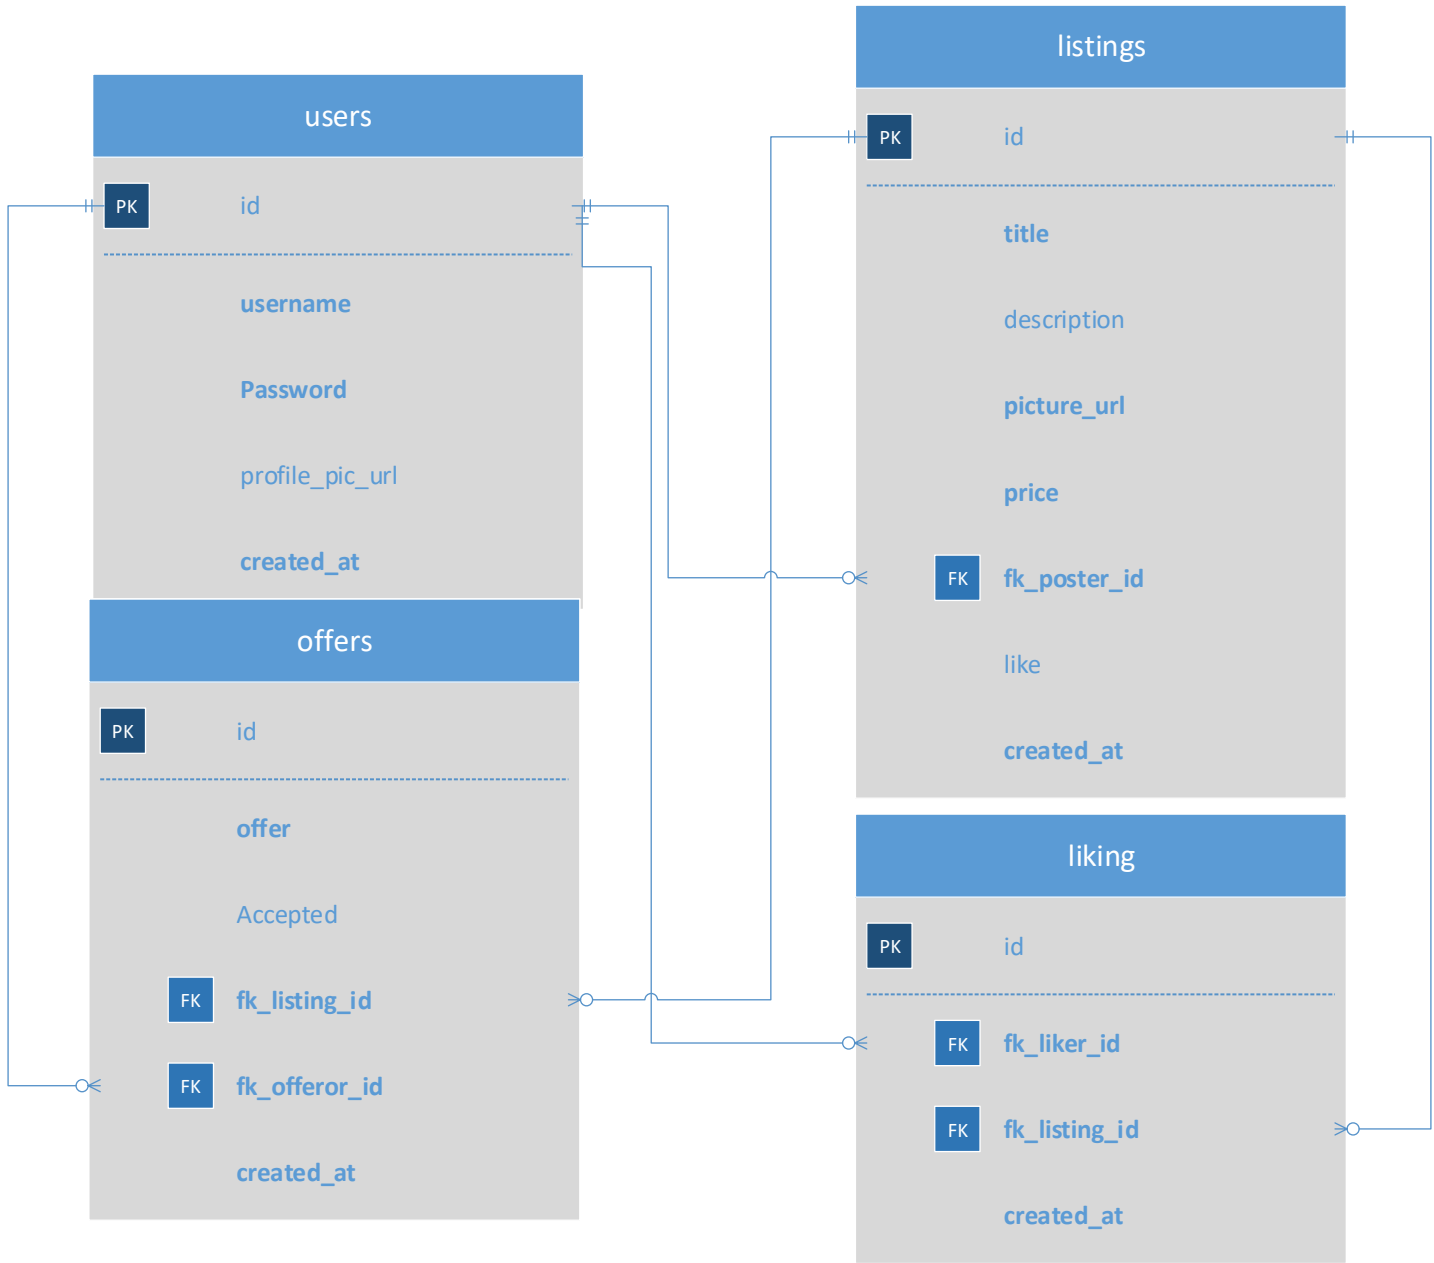 users
PK id
username
Password
profile_pic_url
created_at
offers
PK id
offer
Accepted
FK fk_listing_id
FK fk_offeror_id
created_at
listings
PK id
title
description
picture_url
price
FK fk_poster_id
like
created_at
liking
PK id
FK fk_liker_id
FK fk_listing_id
created_at